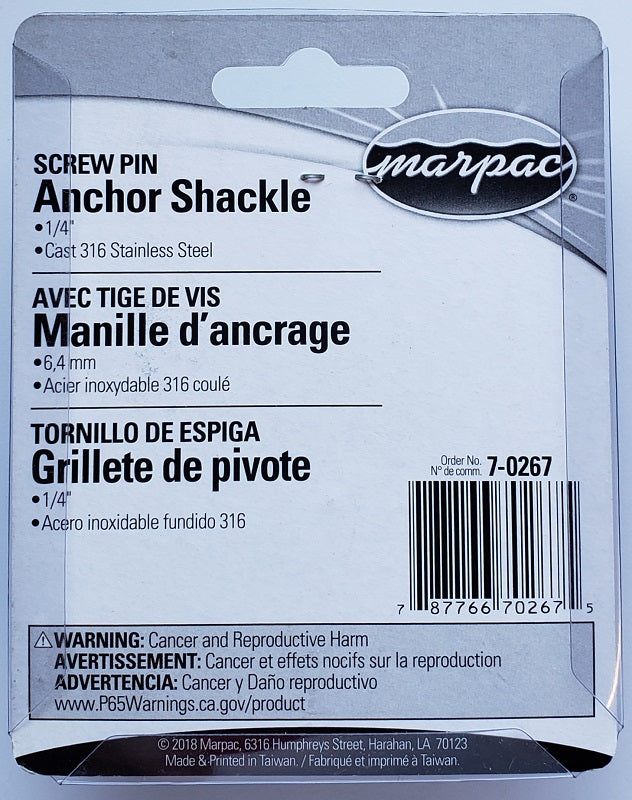 marpac®
SCREW PIN
Anchor Shackle
•1/4"
•Cast 316 Stainless Steel
AVEC TIGE DE VIS
Manille d'ancrage
•6,4 mm
•Acier inoxydable 316 coulé
TORNILLO DE ESPIGA
Grillete de pivote
•1/4"
•Acero inoxidable fundido 316
Order No.
N° de comm. 7-0267
7 87766 70267 5
⚠WARNING: Cancer and Reproductive Harm
AVERTISSEMENT: Cancer et effets nocifs sur la reproduction
ADVERTENCIA: Cancer y Daño reproductivo
www.P65Warnings.ca.gov/product
© 2018 Marpac, 6316 Humphreys Street, Harahan, LA 70123
Made & Printed in Taiwan. / Fabriqué et imprimé à Taiwan.